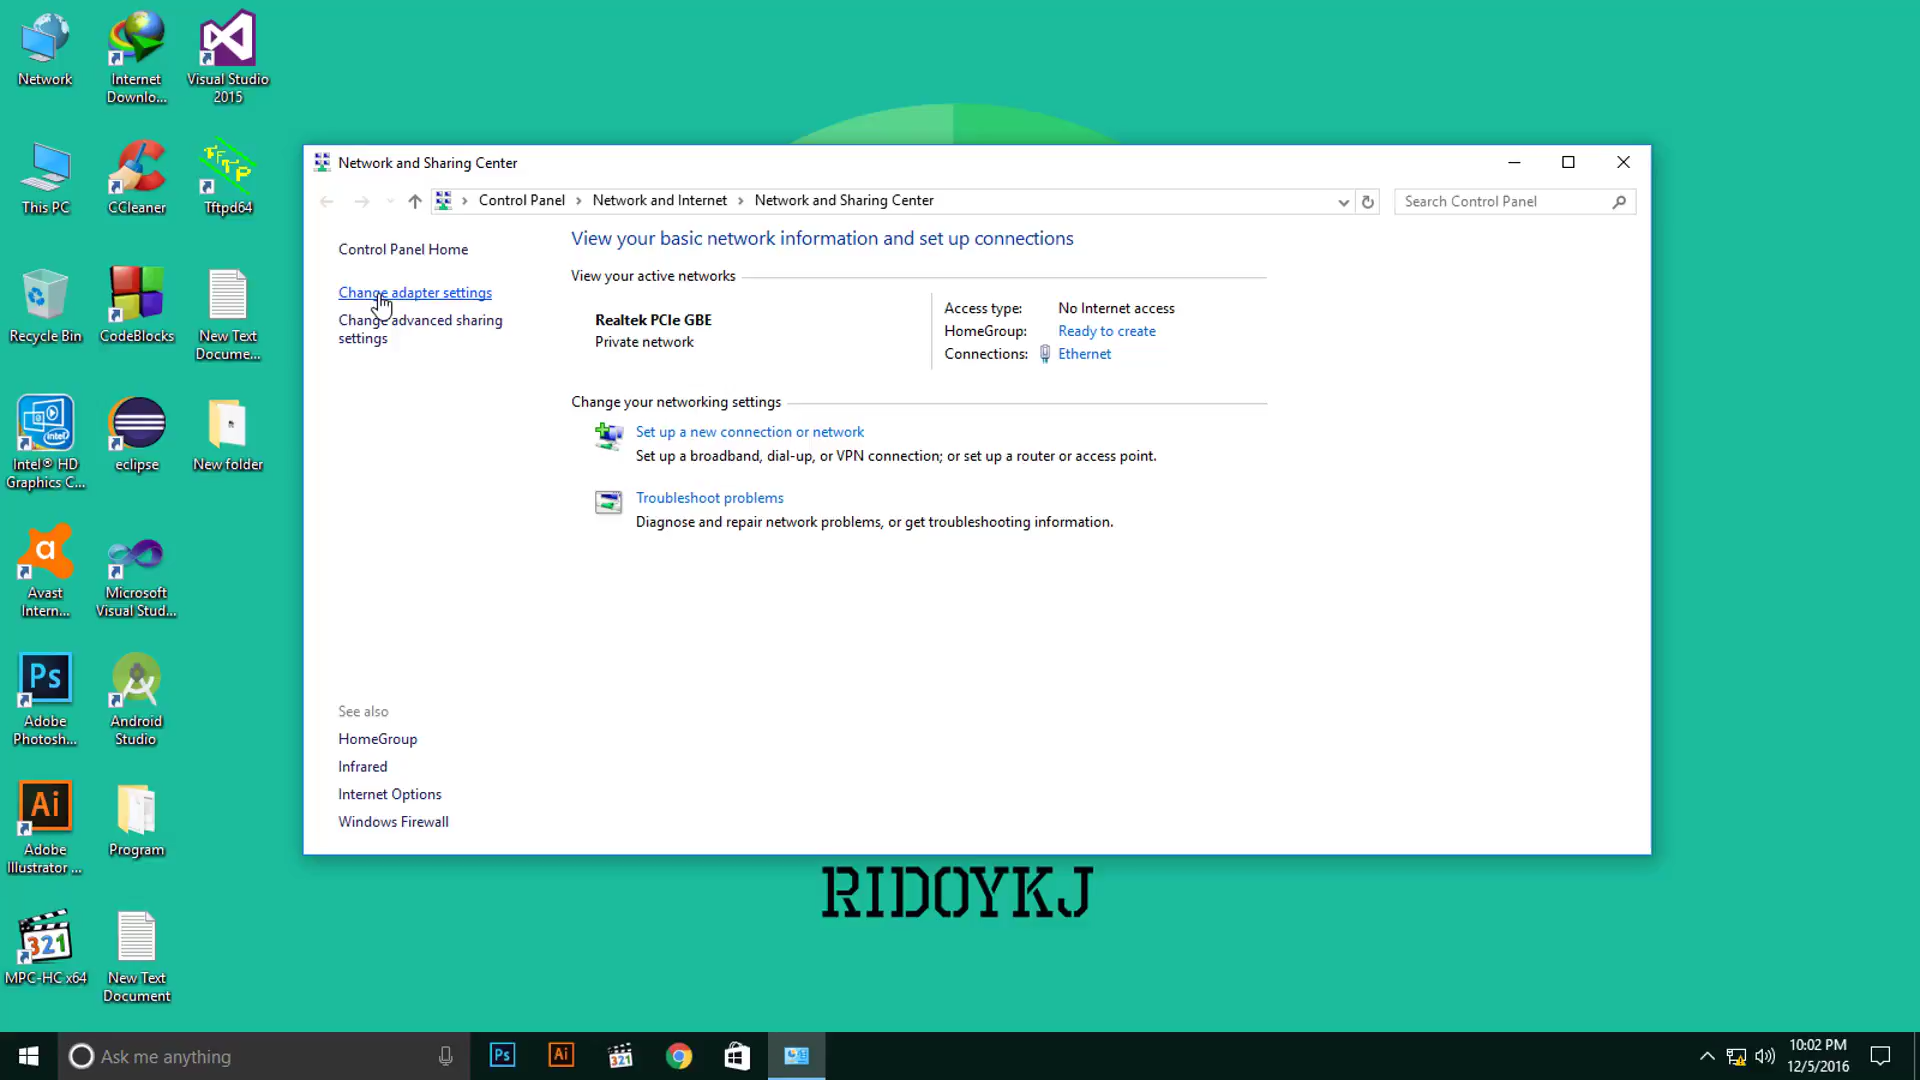 Network
Internet
Downlo...
Visual Studio
2015
This PC
CCleaner
Tftpd64
Recycle Bin
CodeBlocks
New Text
Docume...
Intel® HD
Graphics C...
eclipse
New folder
Avast
Intern...
Microsoft
Visual Stud...
Adobe
Photosh...
Android
Studio
Adobe
Illustrator ...
Program
MPC-HC x64
New Text
Document
Network and Sharing Center
Control Panel > Network and Internet > Network and Sharing Center
Search Control Panel
Control Panel Home
Change adapter settings
Change advanced sharing
settings
View your basic network information and set up connections
View your active networks
Realtek PCIe GBE
Private network
Access type: No Internet access
HomeGroup: Ready to create
Connections: Ethernet
Change your networking settings
Set up a new connection or network
Set up a broadband, dial-up, or VPN connection; or set up a router or access point.
Troubleshoot problems
Diagnose and repair network problems, or get troubleshooting information.
See also
HomeGroup
Infrared
Internet Options
Windows Firewall
RIDOYKJ
Ask me anything
10:02 PM
12/5/2016
TFTP
intel
a
Ps
Ai
321
Ps
Ai
321